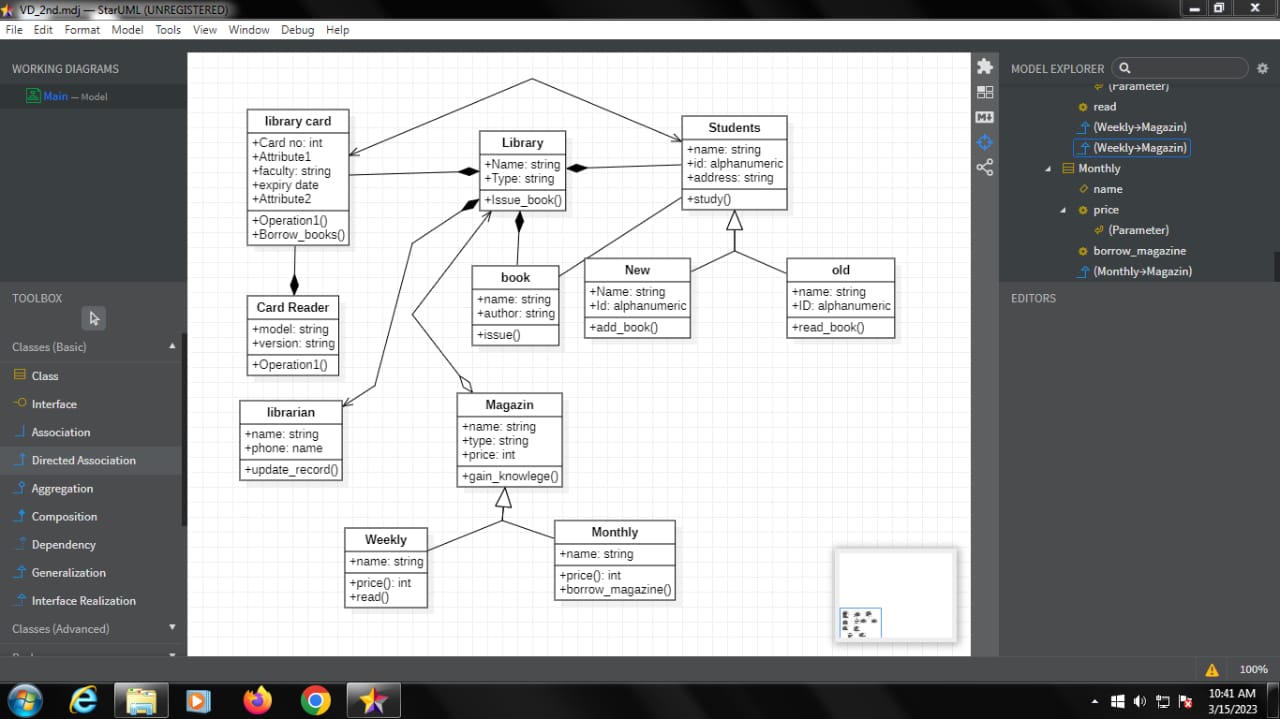 VD_2nd.mdj — StarUML (UNREGISTERED)
File Edit Format Model Tools View Window Debug Help
WORKING DIAGRAMS
Main — Model
TOOLBOX
Classes (Basic)
Class
Interface
Association
Directed Association
Aggregation
Composition
Dependency
Generalization
Interface Realization
Classes (Advanced)
library card
+Card no: int
+Attribute1
+faculty: string
+expiry date
+Attribute2
+Operation1()
+Borrow_books()
Library
+Name: string
+Type: string
+Issue_book()
Students
+name: string
+id: alphanumeric
+address: string
+study()
Card Reader
+model: string
+version: string
+Operation1()
book
+name: string
+author: string
+issue()
New
+Name: string
+Id: alphanumeric
+add_book()
old
+name: string
+ID: alphanumeric
+read_book()
librarian
+name: string
+phone: name
+update_record()
Magazin
+name: string
+type: string
+price: int
+gain_knowlege()
Weekly
+name: string
+price(): int
+read()
Monthly
+name: string
+price(): int
+borrow_magazine()
MODEL EXPLORER
(Parameter)
read
(Weekly→Magazin)
(Weekly→Magazin)
Monthly
name
price
(Parameter)
borrow_magazine
(Monthly→Magazin)
EDITORS
100%
10:41 AM
3/15/2023